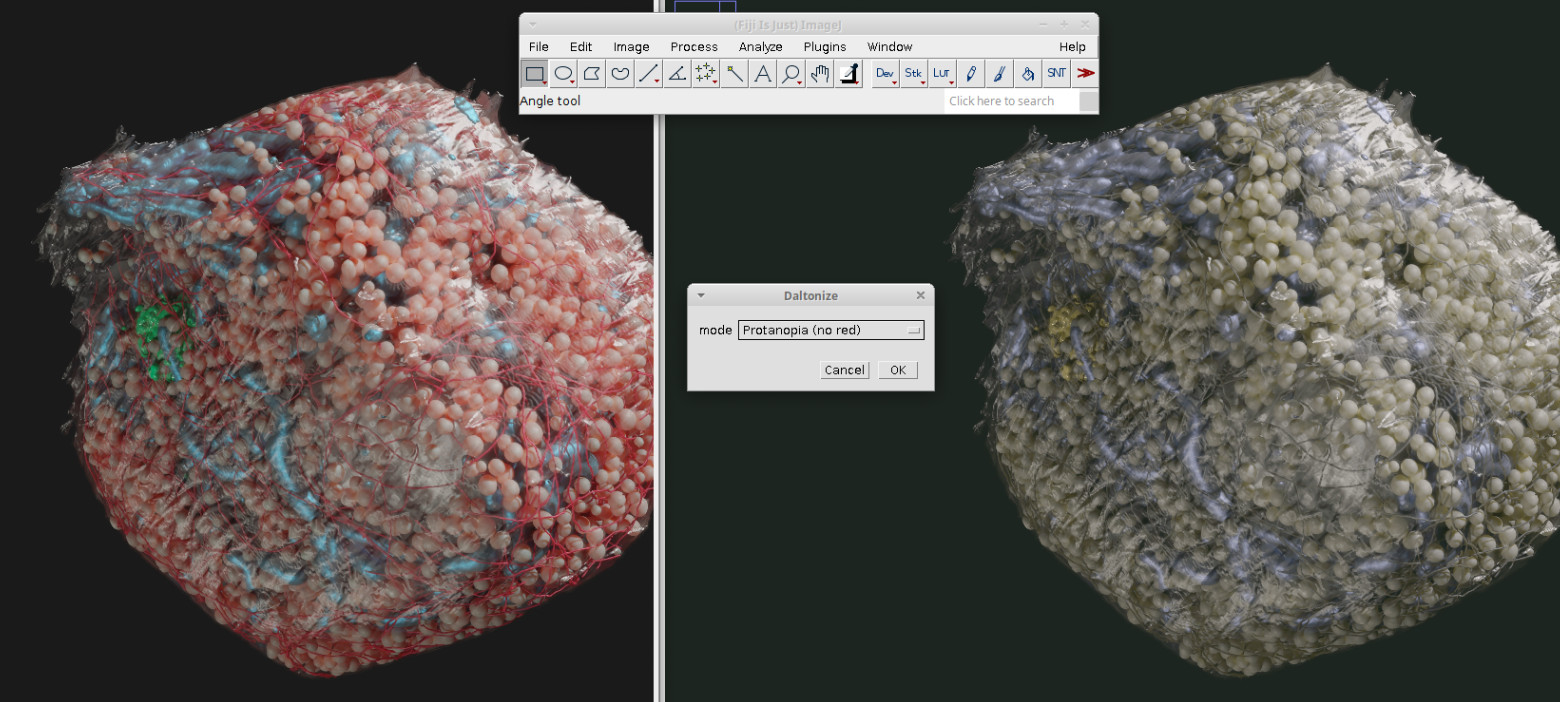 (Fiji Is Just) ImageJ
File Edit Image Process Analyze Plugins Window Help
Dev Stk LUT SNT
Angle tool Click here to search
Daltonize
mode Protanopia (no red)
Cancel OK